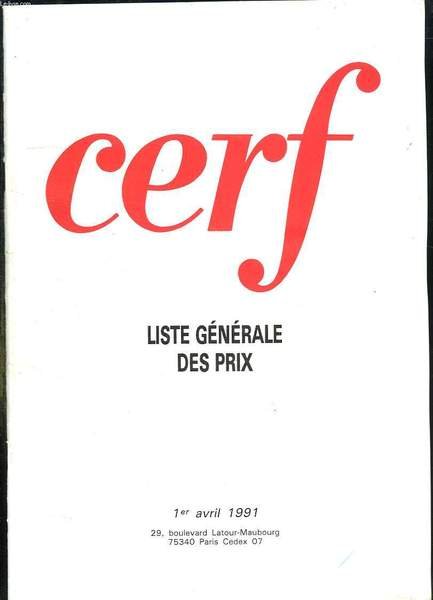 cerf
LISTE GÉNÉRALE
DES PRIX
1er avril 1991
29, boulevard Latour-Maubourg
75340 Paris Cedex 07